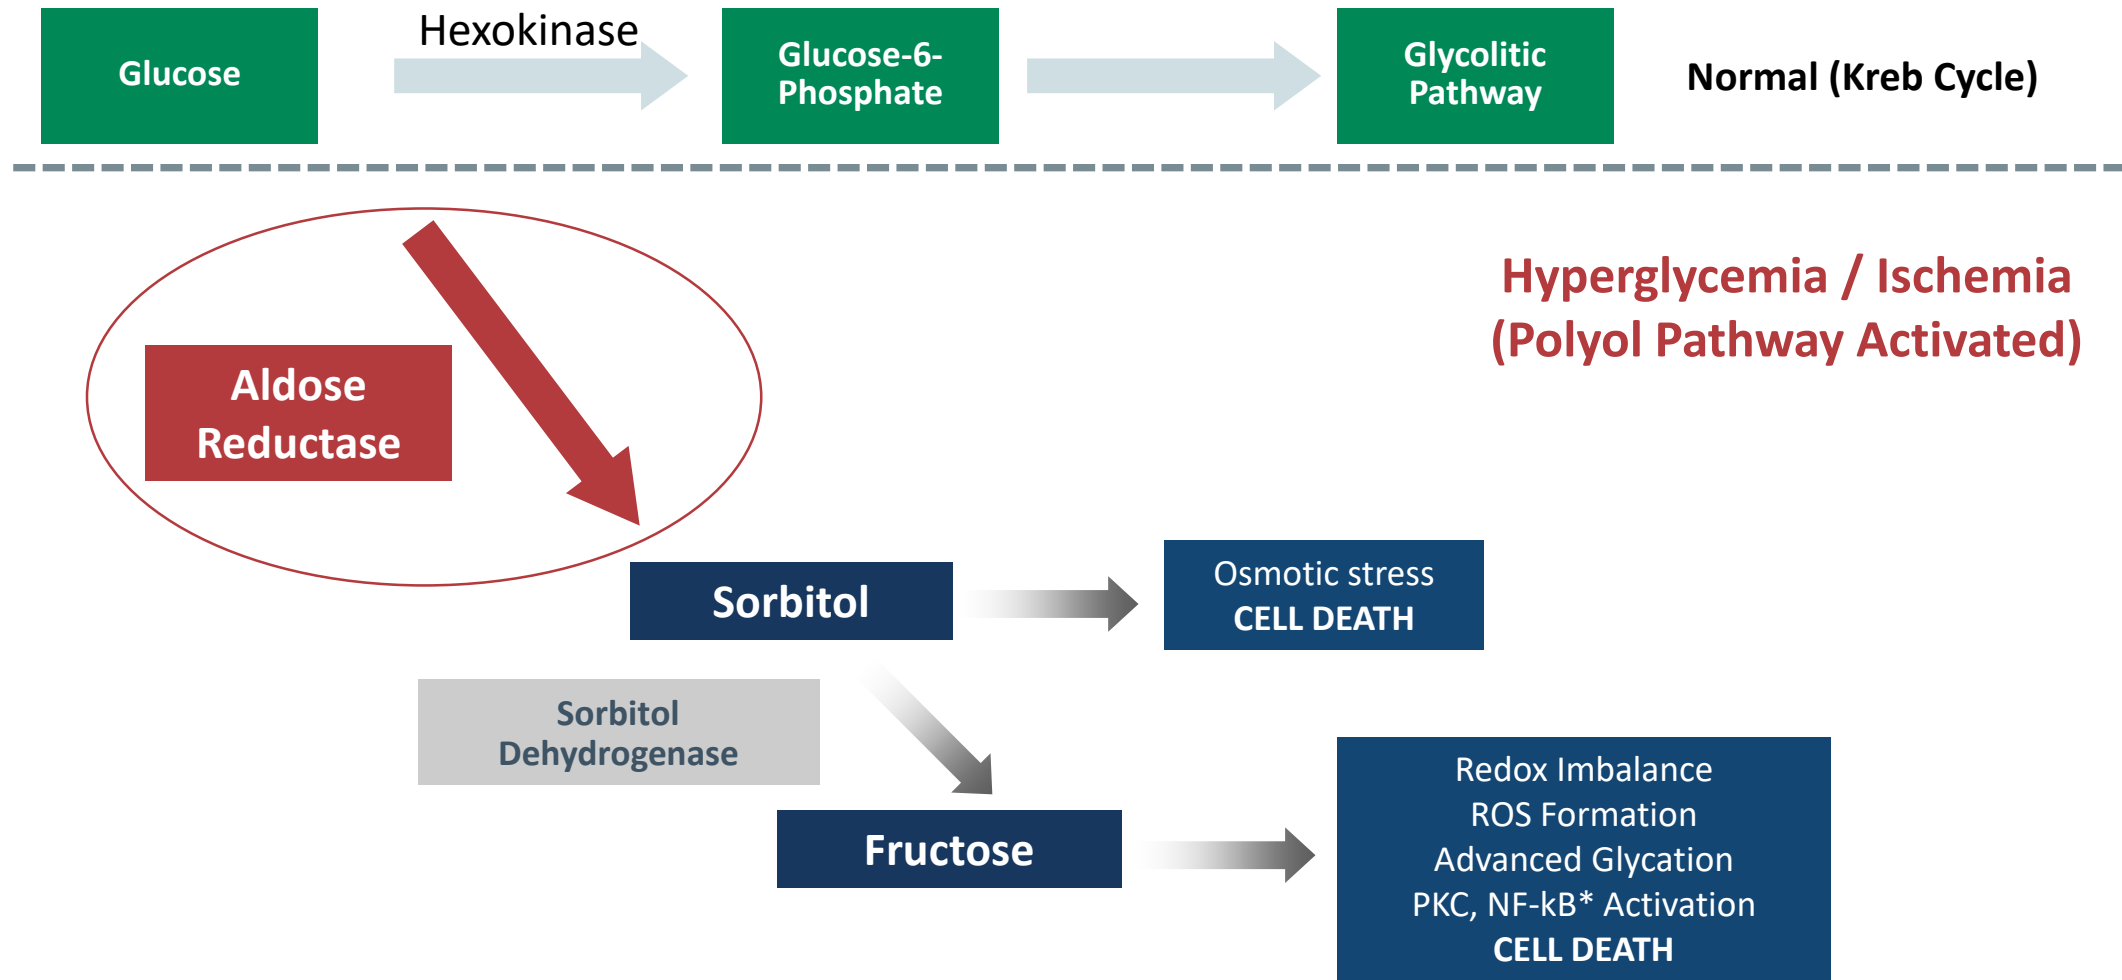 Glucose
Hexokinase
Glucose-6-
Phosphate
Glycolitic
Pathway
Normal (Kreb Cycle)
Hyperglycemia / Ischemia
(Polyol Pathway Activated)
Aldose
Reductase
Sorbitol
Osmotic stress
CELL DEATH
Sorbitol
Dehydrogenase
Fructose
Redox Imbalance
ROS Formation
Advanced Glycation
PKC, NF-kB* Activation
CELL DEATH